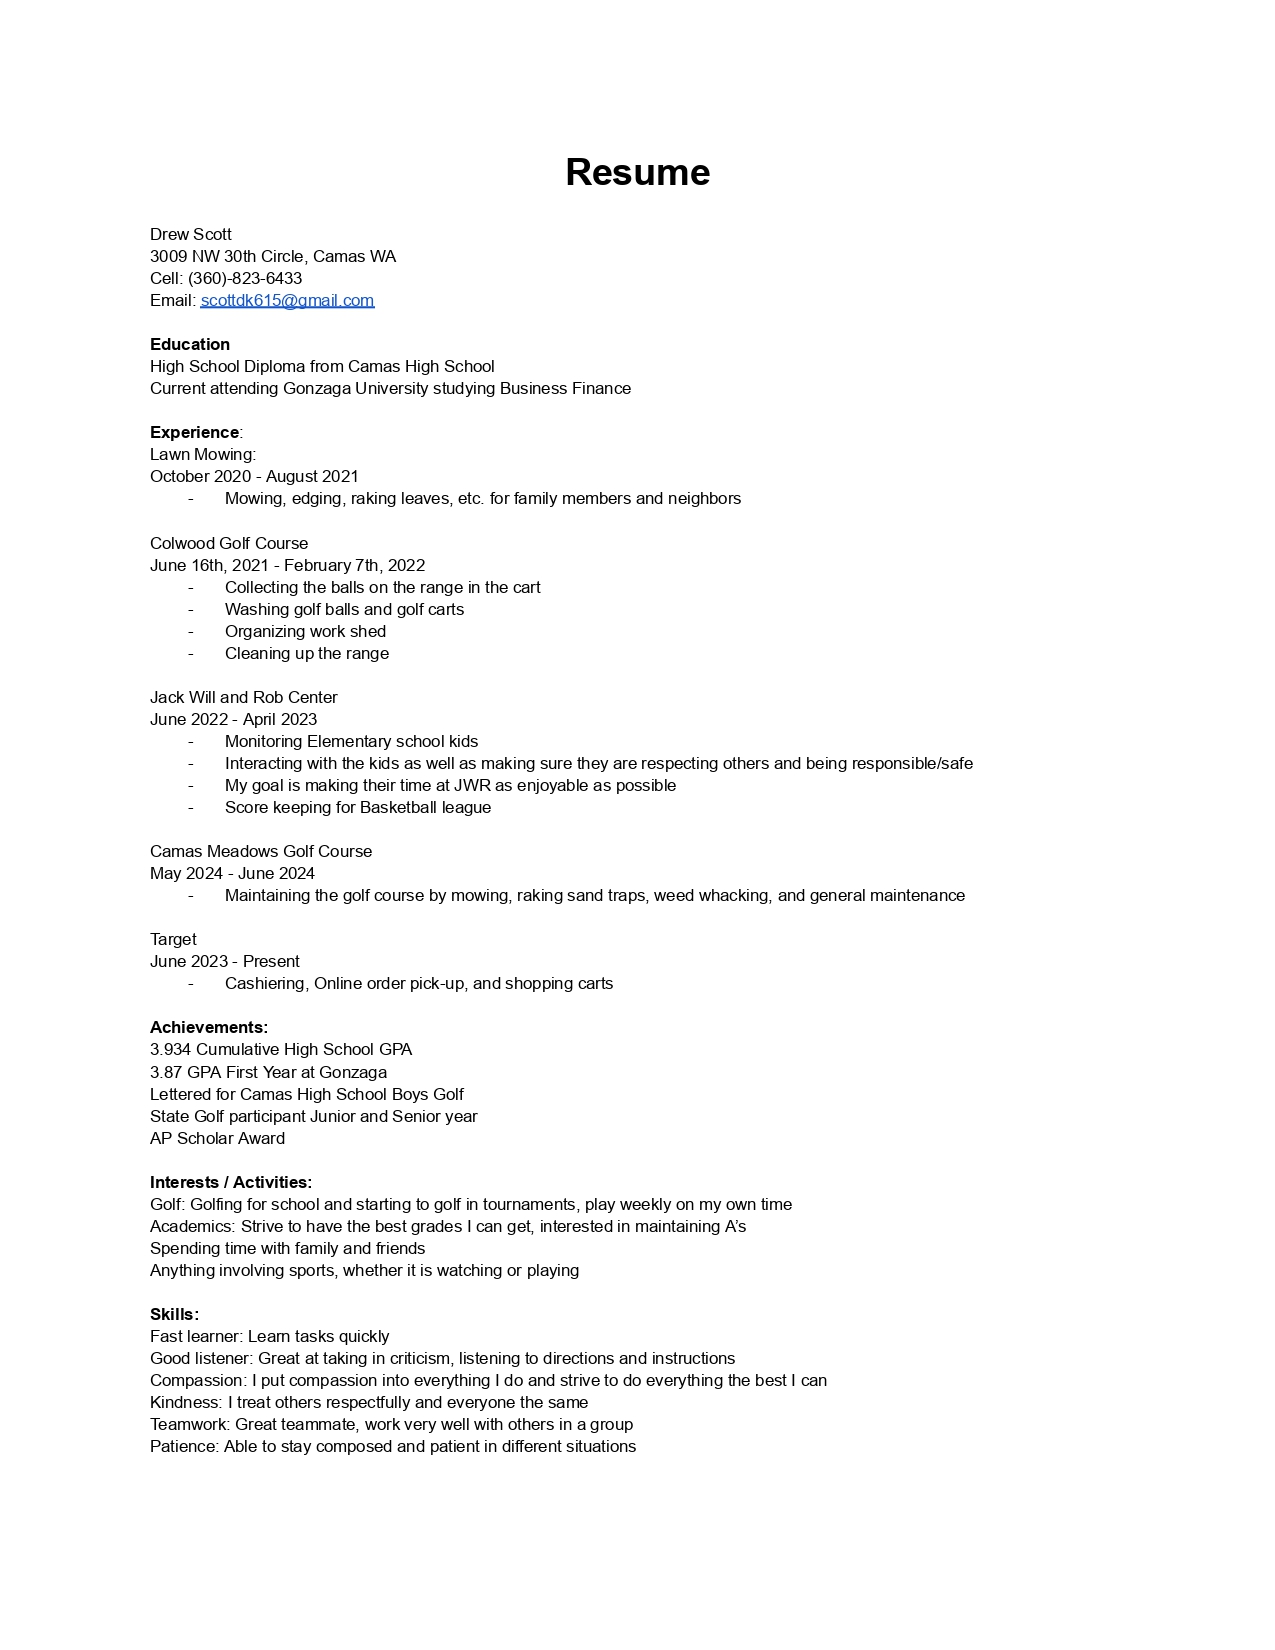 Resume
Drew Scott
3009 NW 30th Circle, Camas WA
Cell: (360)-823-6433
Email: scottdk615@gmail.com
Education
High School Diploma from Camas High School
Current attending Gonzaga University studying Business Finance
Experience:
Lawn Mowing:
October 2020 - August 2021
- Mowing, edging, raking leaves, etc. for family members and neighbors
Colwood Golf Course
June 16th, 2021 - February 7th, 2022
- Collecting the balls on the range in the cart
- Washing golf balls and golf carts
- Organizing work shed
- Cleaning up the range
Jack Will and Rob Center
June 2022 - April 2023
- Monitoring Elementary school kids
- Interacting with the kids as well as making sure they are respecting others and being responsible/safe
- My goal is making their time at JWR as enjoyable as possible
- Score keeping for Basketball league
Camas Meadows Golf Course
May 2024 - June 2024
- Maintaining the golf course by mowing, raking sand traps, weed whacking, and general maintenance
Target
June 2023 - Present
- Cashiering, Online order pick-up, and shopping carts
Achievements:
3.934 Cumulative High School GPA
3.87 GPA First Year at Gonzaga
Lettered for Camas High School Boys Golf
State Golf participant Junior and Senior year
AP Scholar Award
Interests / Activities:
Golf: Golfing for school and starting to golf in tournaments, play weekly on my own time
Academics: Strive to have the best grades I can get, interested in maintaining A’s
Spending time with family and friends
Anything involving sports, whether it is watching or playing
Skills:
Fast learner: Learn tasks quickly
Good listener: Great at taking in criticism, listening to directions and instructions
Compassion: I put compassion into everything I do and strive to do everything the best I can
Kindness: I treat others respectfully and everyone the same
Teamwork: Great teammate, work very well with others in a group
Patience: Able to stay composed and patient in different situations